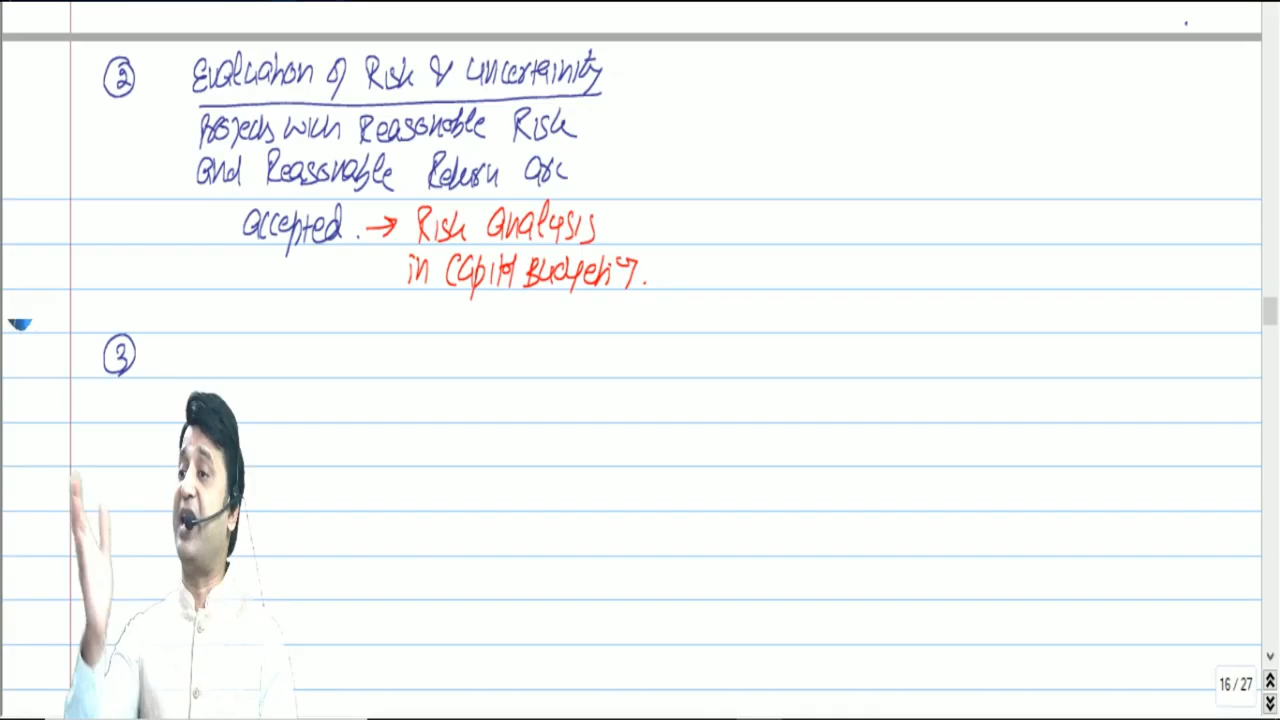 ② Evaluation of Risk & Uncertainity
Projects with Reasonable Risk
and Reasonable Return are
accepted. → Risk Analysis
in Capital Budgeting.
③
16 / 27